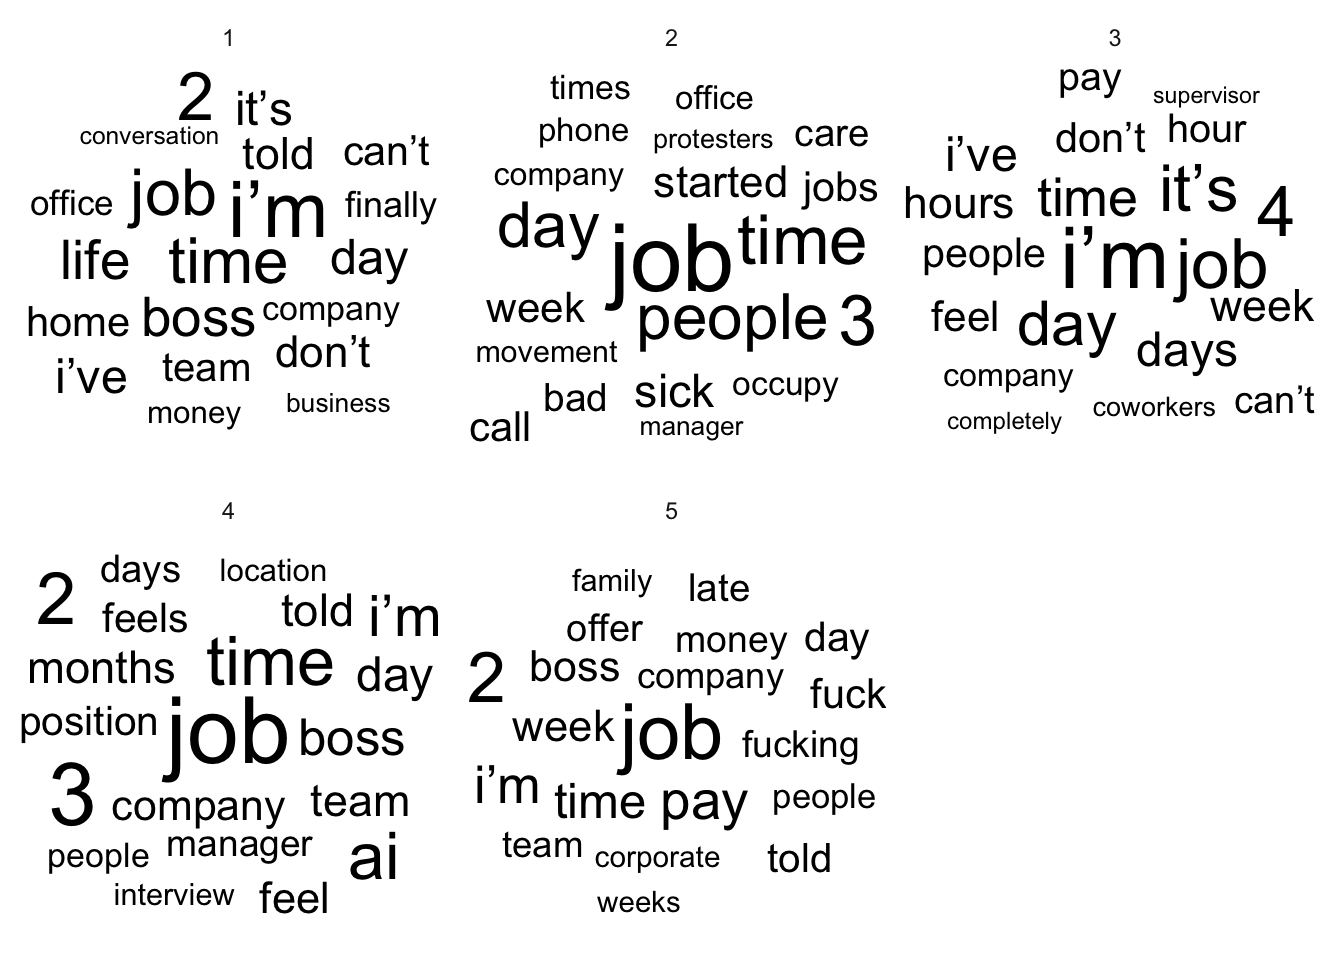 1
2 it’s
conversation
told can’t
office job i’m finally
life time day
home boss company
i’ve team don’t
money business
2
times office
phone protesters care
company started jobs
day job time
week people 3
movement
bad sick occupy
call manager
3
pay supervisor
i’ve don’t hour
hours time it’s 4
people i’m job
feel day week
days
company
completely coworkers can’t
4
2 days location
feels told i’m
months time day
position job boss
3 company team
people manager ai
interview feel
5
family late
offer money day
2 boss company fuck
week job fucking
i’m time pay people
team corporate told
weeks